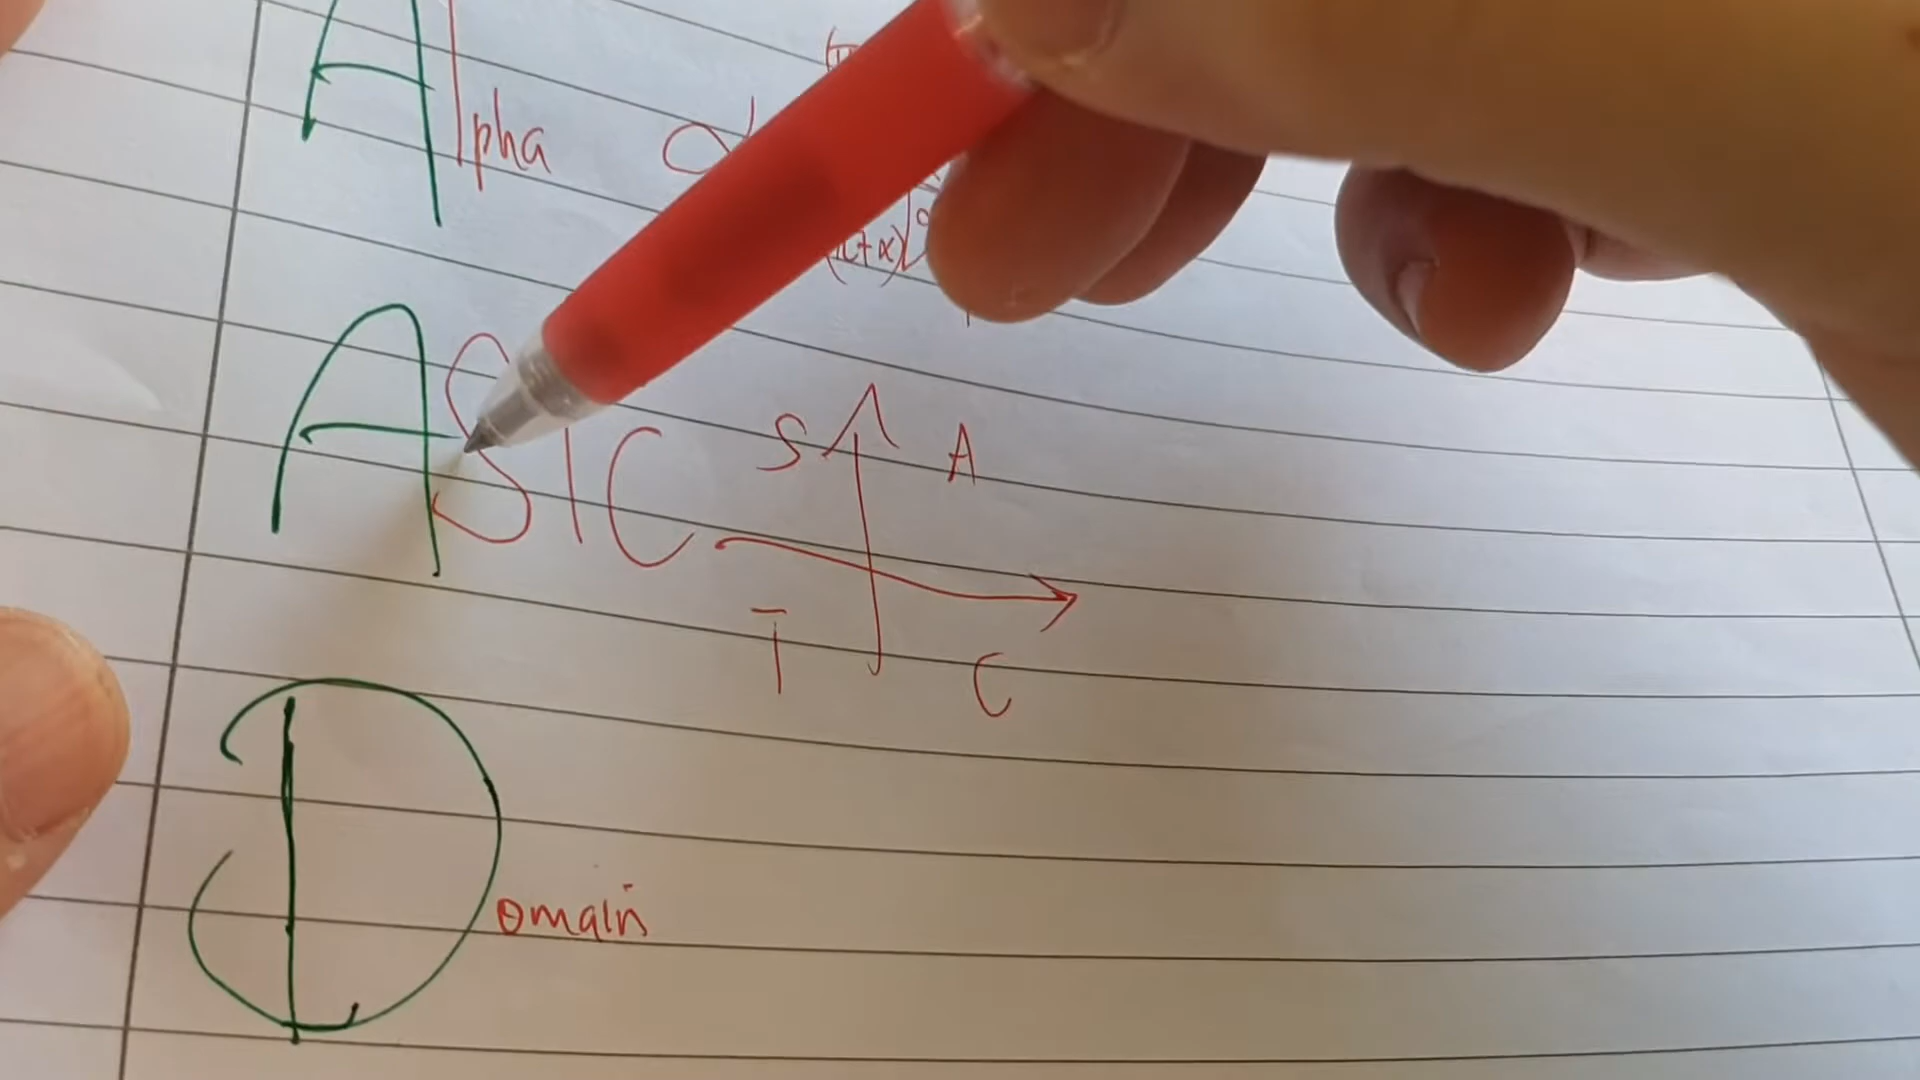 Alpha α
(π+α)
ASTC S A
T C
Domain